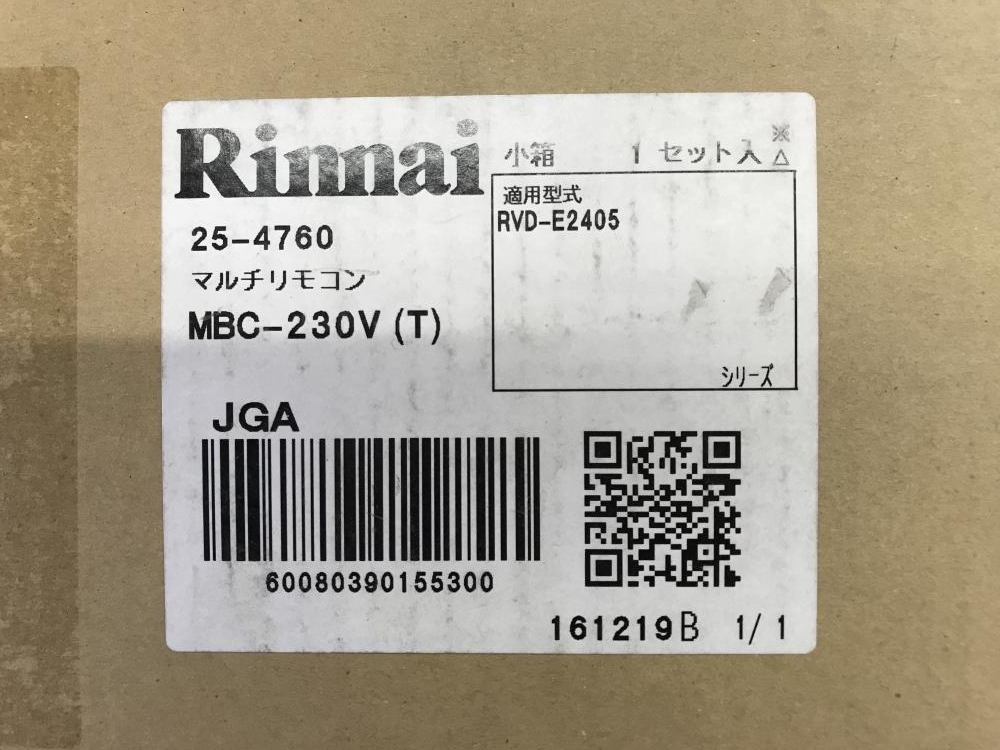 Rinnai
小箱 1 セット入 ※
△
適用型式
RVD-E2405
シリーズ
25-4760
マルチリモコン
MBC-230V(T)
JGA
60080390155300
161219B 1/1